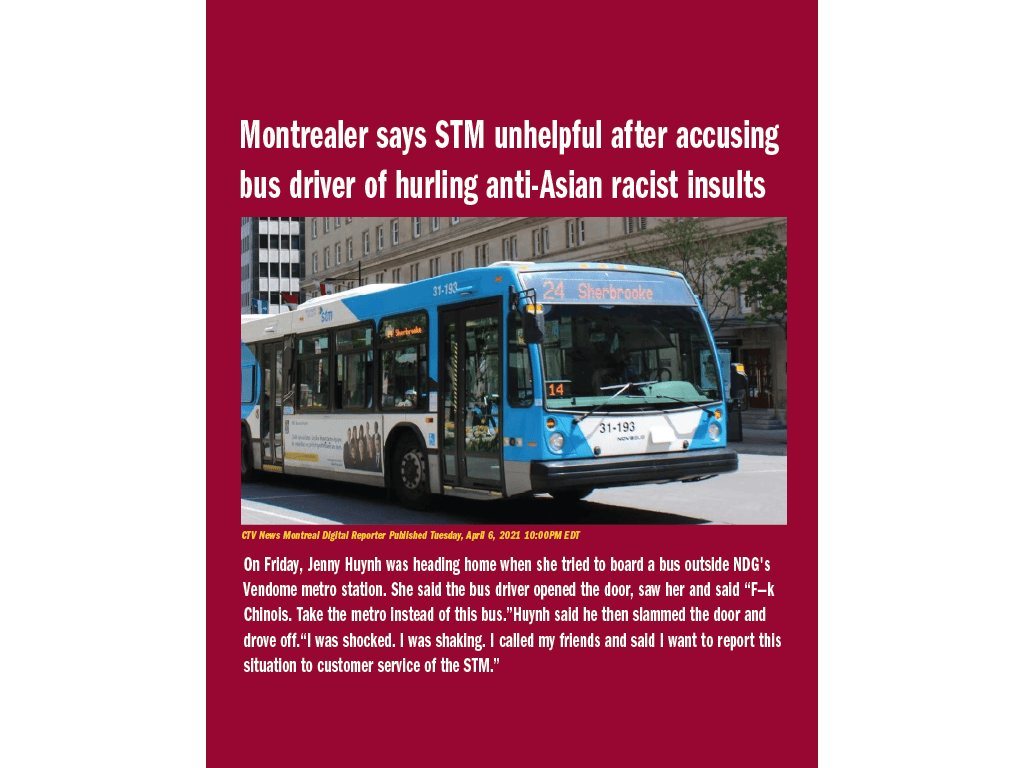 Montrealer says STM unhelpful after accusing
bus driver of hurling anti-Asian racist insults
31-193
24 Sherbrooke
stm
24 Sherbrooke
14
31-193
NOVABUS
CTV News Montreal Digital Reporter Published Tuesday, April 6, 2021 10:00PM EDT
On Friday, Jenny Huynh was heading home when she tried to board a bus outside NDG's
Vendome metro station. She said the bus driver opened the door, saw her and said “F—k
Chinois. Take the metro instead of this bus.”Huynh said he then slammed the door and
drove off.“I was shocked. I was shaking. I called my friends and said I want to report this
situation to customer service of the STM.”